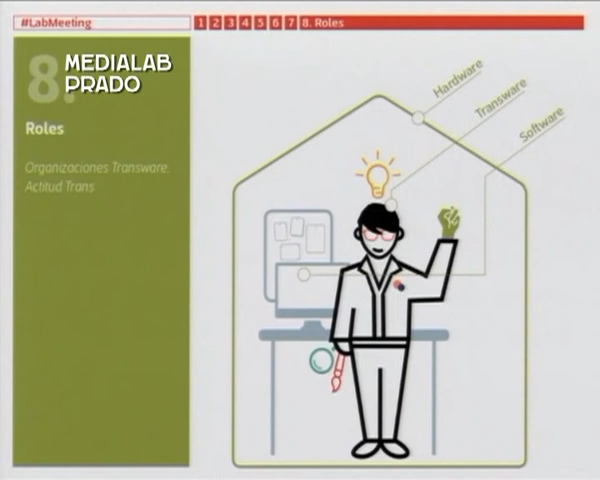 #LabMeeting
1 2 3 4 5 6 7 8. Roles
8.
MEDIALAB
PRADO
Roles
Organizaciones Transware.
Actitud Trans
Hardware
Transware
Software